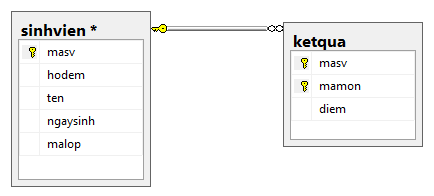 sinhvien *
masv
hodem
ten
ngaysinh
malop
ketqua
masv
mamon
diem